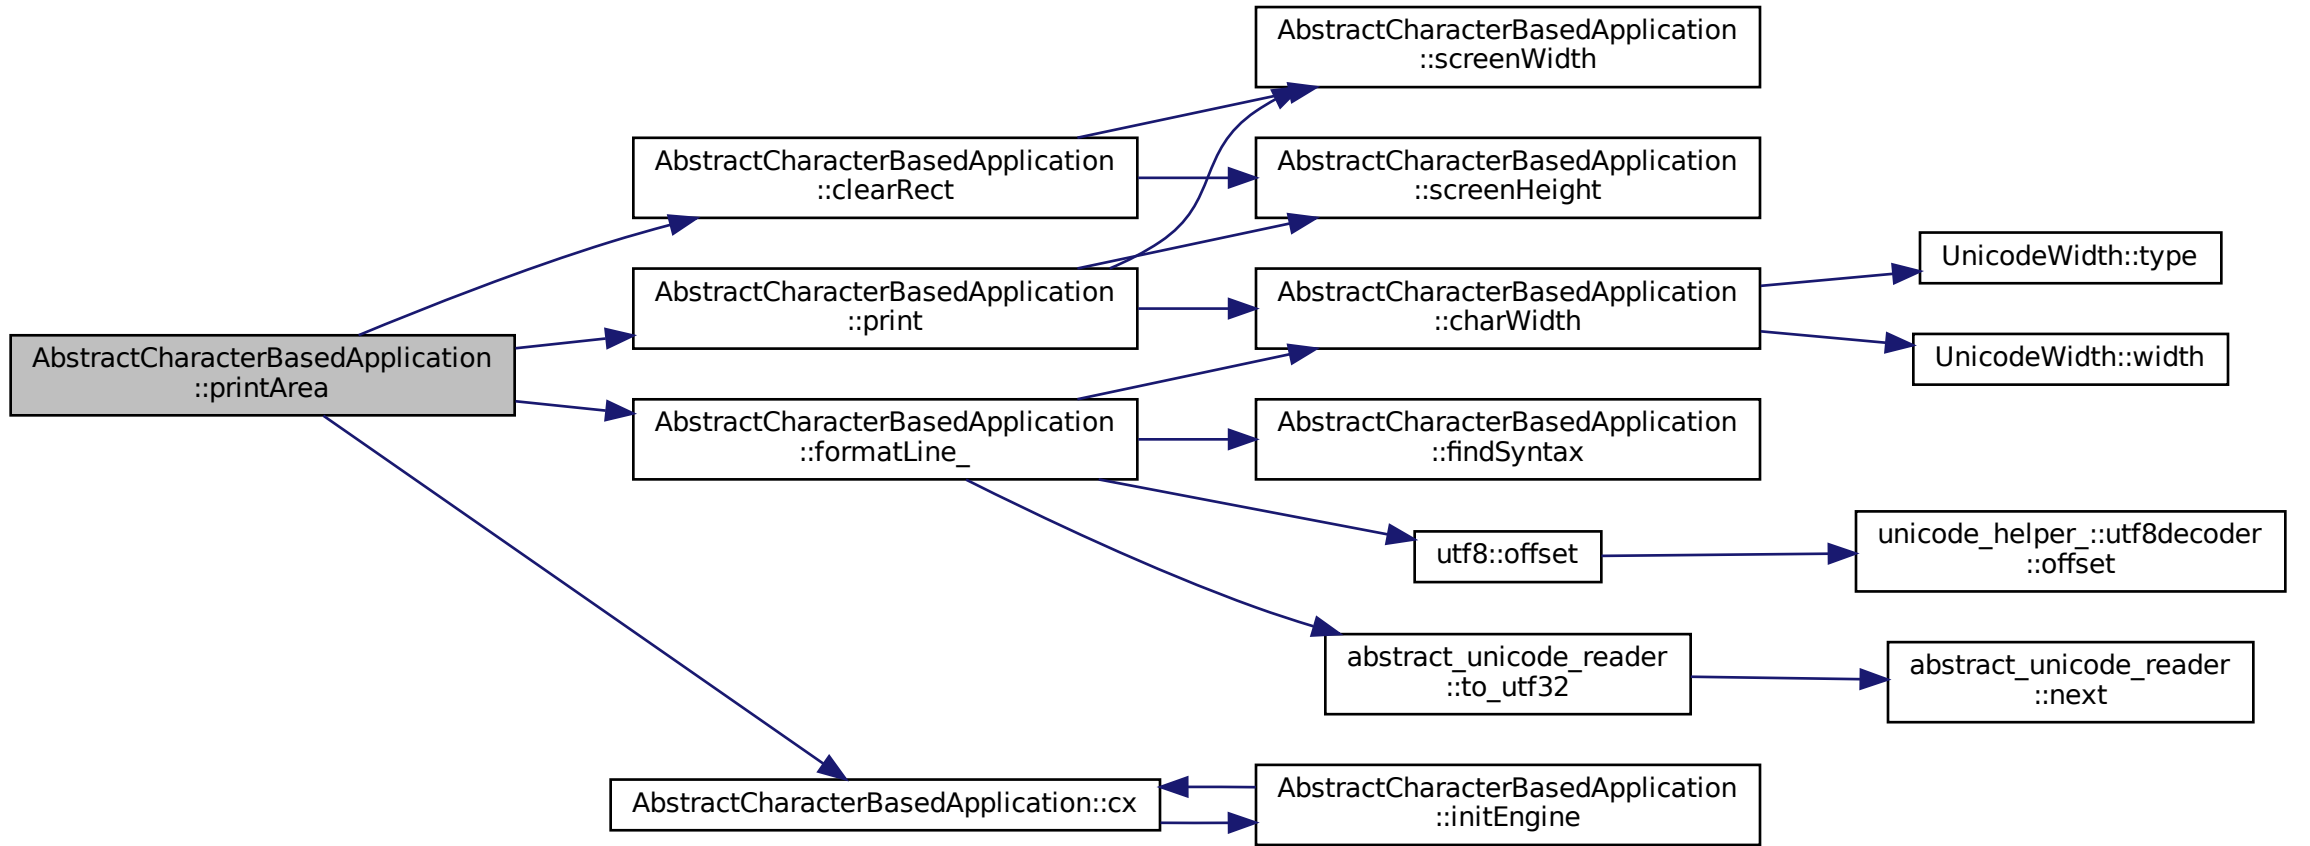 AbstractCharacterBasedApplication
::printArea
AbstractCharacterBasedApplication
::clearRect
AbstractCharacterBasedApplication
::print
AbstractCharacterBasedApplication
::formatLine_
AbstractCharacterBasedApplication::cx
AbstractCharacterBasedApplication
::screenWidth
AbstractCharacterBasedApplication
::screenHeight
AbstractCharacterBasedApplication
::charWidth
AbstractCharacterBasedApplication
::findSyntax
utf8::offset
abstract_unicode_reader
::to_utf32
AbstractCharacterBasedApplication
::initEngine
UnicodeWidth::type
UnicodeWidth::width
unicode_helper_::utf8decoder
::offset
abstract_unicode_reader
::next